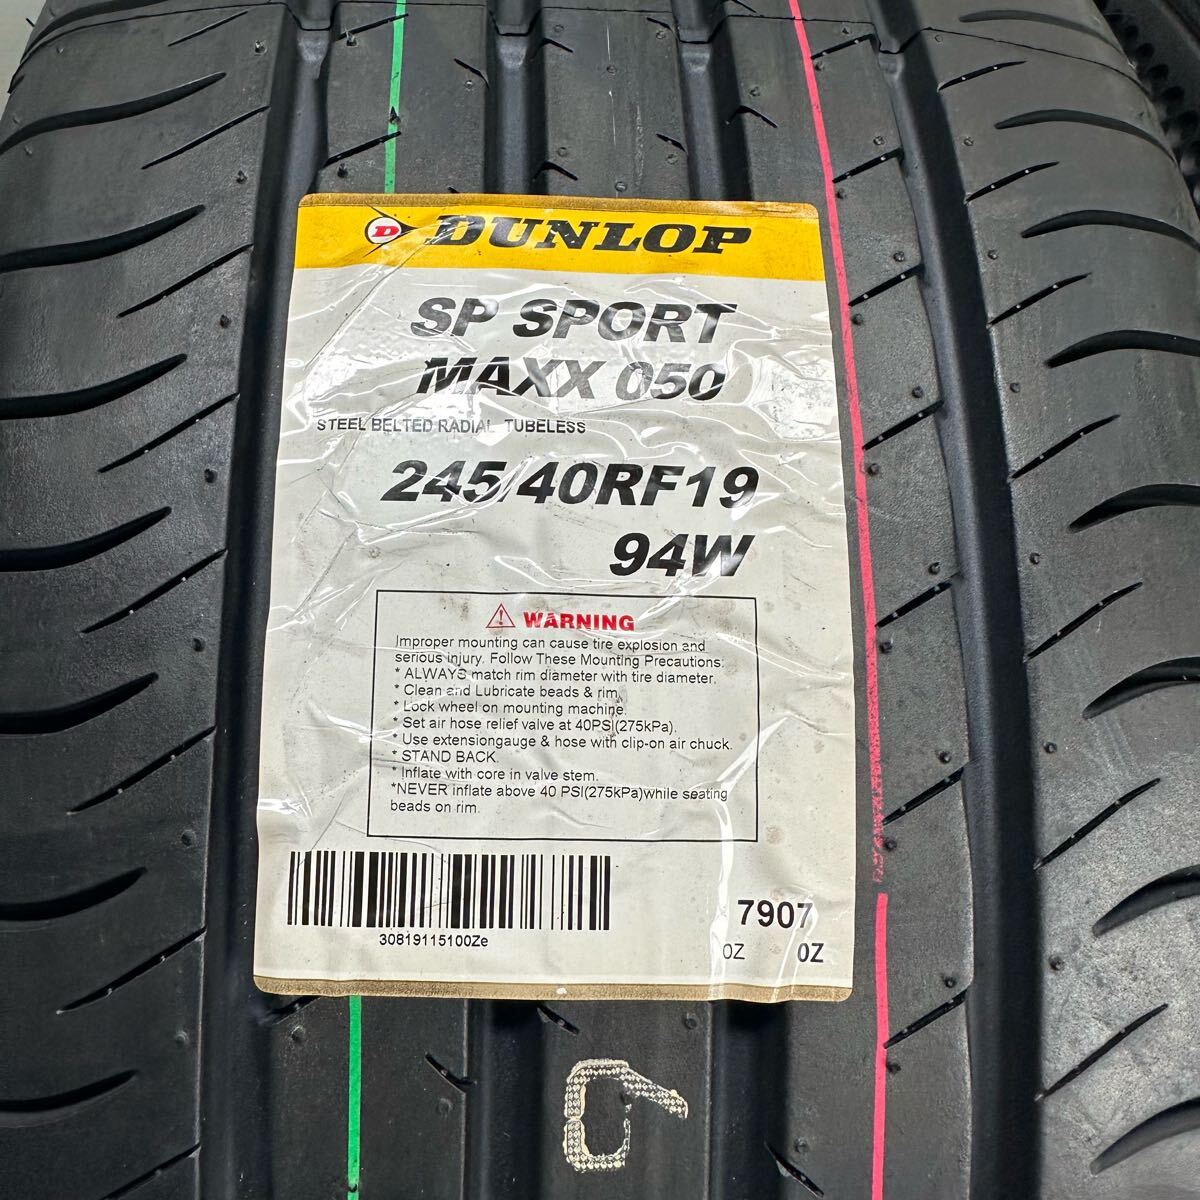 D DUNLOP
SP SPORT
MAXX 050
STEEL BELTED RADIAL TUBELESS
245/40RF19
94W
WARNING
Improper mounting can cause tire explosion and
serious injury. Follow These Mounting Precautions:
* ALWAYS match rim diameter with tire diameter.
* Clean and Lubricate beads & rim.
* Lock wheel on mounting machine.
* Set air hose relief valve at 40PSI(275kPa).
* Use extensiongauge & hose with clip-on air chuck.
* STAND BACK.
* Inflate with core in valve stem.
*NEVER inflate above 40 PSI(275kPa)while seating
beads on rim.
30819115100Ze
7907
0Z 0Z